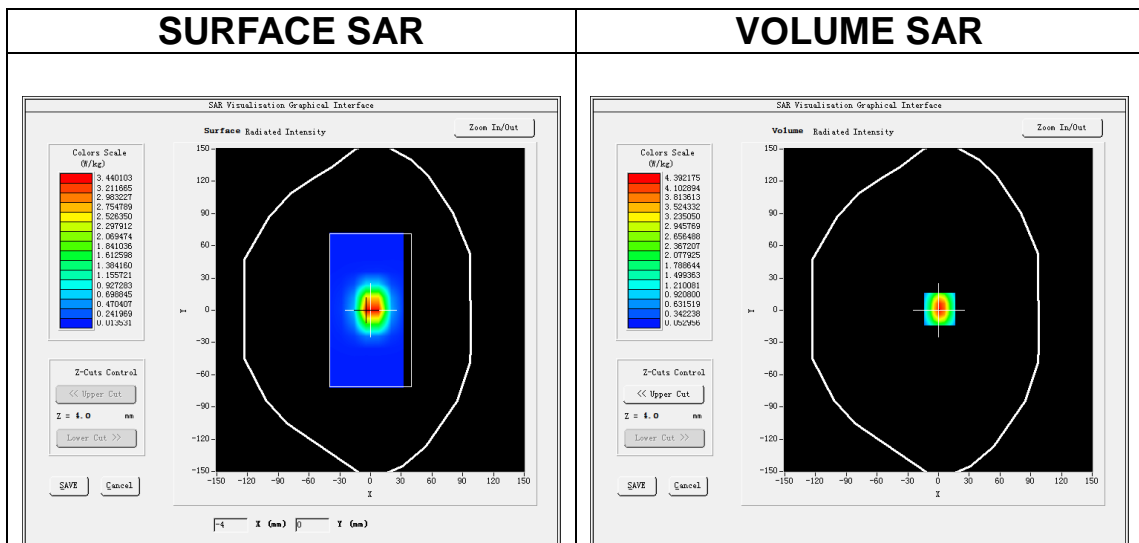 SURFACE SAR
SAR Visualisation Graphical Interface
Surface Radiated Intensity
Zoom In/Out
Colors Scale
(W/kg)
3.440103
3.211665
2.983227
2.754789
2.526350
2.297912
2.069474
1.841036
1.612598
1.384160
1.155721
0.927283
0.698845
0.470407
0.241969
0.013531
150
120
90
60
30
0
-30
-60
-90
-120
-150
Y
-150 -120 -90 -60 -30 0 30 60 90 120 150
X
Z-Cuts Control
<< Upper Cut
Z = 4.0 mm
Lower Cut >>
SAVE Cancel
-4 X (mm) 0 Y (mm)
VOLUME SAR
SAR Visualisation Graphical Interface
Volume Radiated Intensity
Zoom In/Out
Colors Scale
(W/kg)
4.392175
4.102894
3.813613
3.524332
3.235050
2.945769
2.656488
2.367207
2.077925
1.788644
1.499363
1.210081
0.920800
0.631519
0.342238
0.052956
150
120
90
60
30
0
-30
-60
-90
-120
-150
Y
-150 -120 -90 -60 -30 0 30 60 90 120 150
X
Z-Cuts Control
<< Upper Cut
Z = 4.0 mm
Lower Cut >>
SAVE Cancel